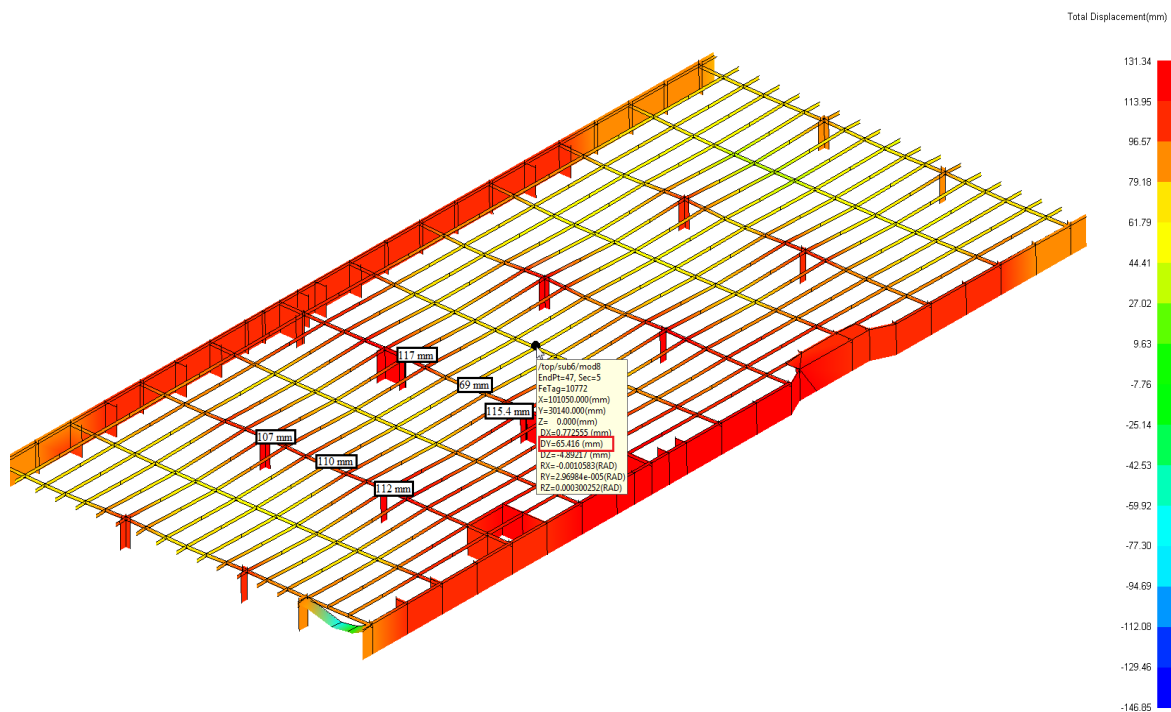 Total Displacement(mm)
131.34
113.95
96.57
79.18
61.79
44.41
27.02
9.63
-7.76
-25.14
-42.53
-59.92
-77.30
-94.69
-112.08
-129.46
-146.85
117 mm
69 mm
115.4 mm
107 mm
110 mm
112 mm
/top/sub6/mod8
EndPt=47, Sec=5
FeTag=10772
X=101050.000(mm)
Y=30140.000(mm)
Z= 0.000(mm)
DX=0.772555 (mm)
DY=65.416 (mm)
DZ=-4.89217 (mm)
RX=-0.0010583(RAD)
RY=2.96984e-005(RAD)
RZ=0.000300252(RAD)